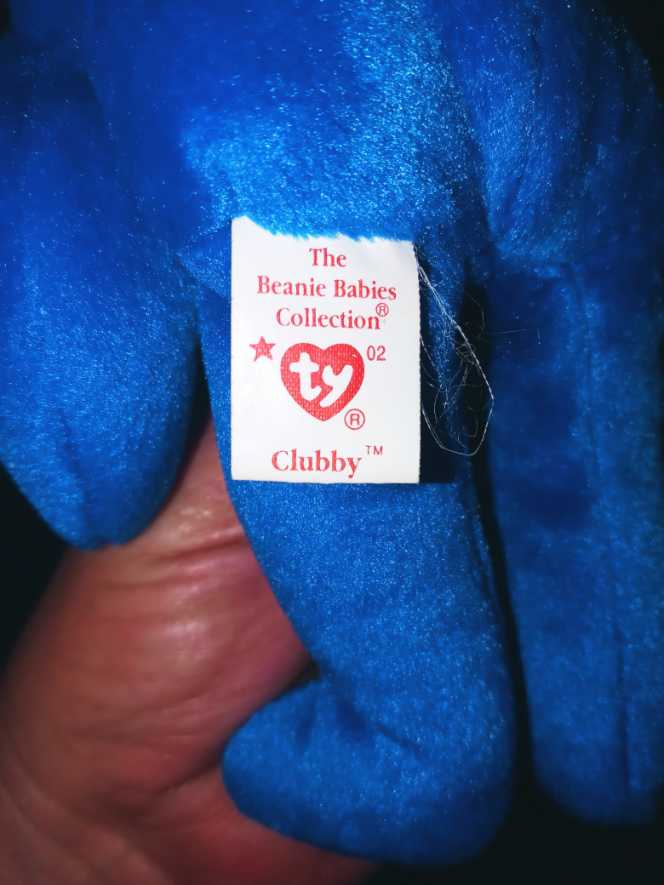 The
Beanie Babies
Collection®
02
ty®
Clubby™